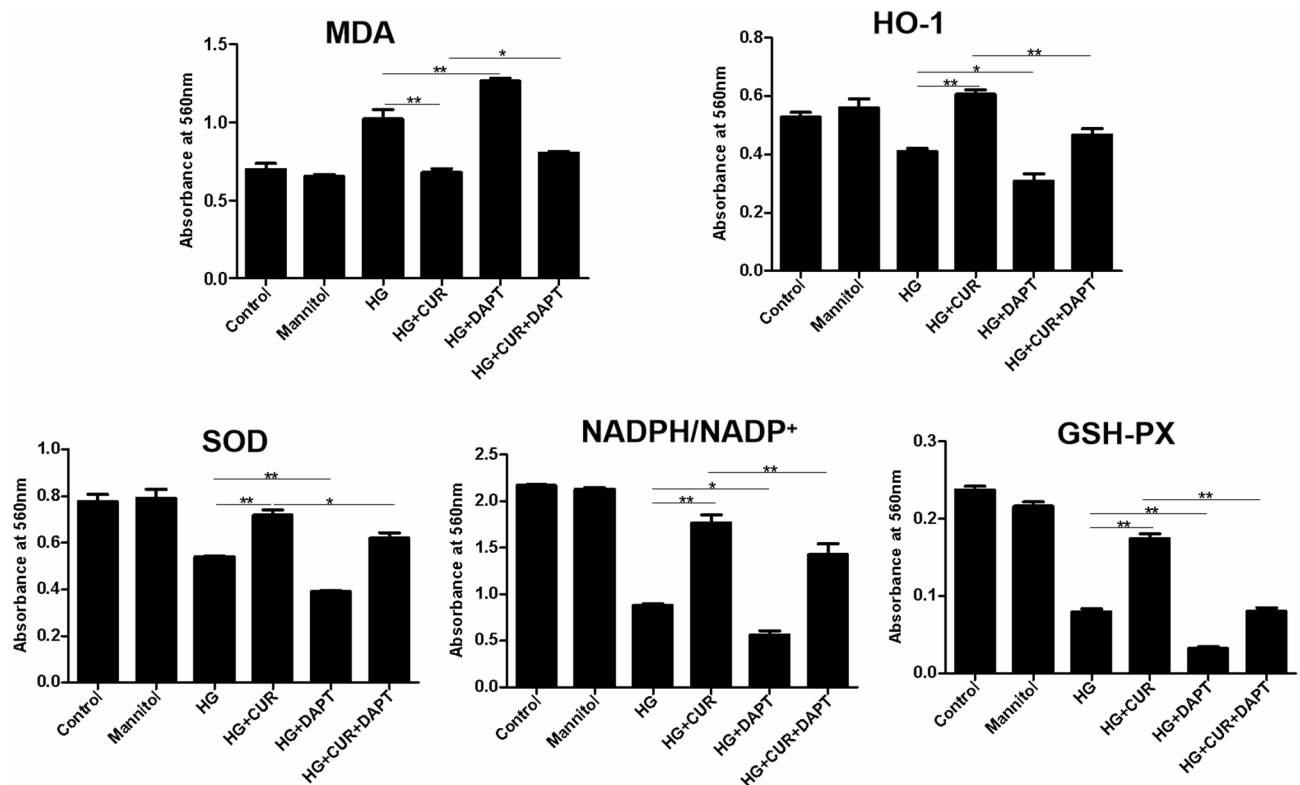 MDA
Absorbance at 560nm
1.5
1.0
0.5
0.0
**
**
*
Control
Mannitol
HG
HG+CUR
HG+DAPT
HG+CUR+DAPT
HO-1
Absorbance at 560nm
0.8
0.6
0.4
0.2
0.0
**
*
**
Control
Mannitol
HG
HG+CUR
HG+DAPT
HG+CUR+DAPT
SOD
Absorbance at 560nm
1.0
0.8
0.6
0.4
0.2
0.0
**
**
*
Control
Mannitol
HG
HG+CUR
HG+DAPT
HG+CUR+DAPT
NADPH/NADP⁺
Absorbance at 560nm
2.5
2.0
1.5
1.0
0.5
0.0
**
*
**
Control
Mannitol
HG
HG+CUR
HG+DAPT
HG+CUR+DAPT
GSH-PX
Absorbance at 560nm
0.3
0.2
0.1
0.0
**
**
**
Control
Mannitol
HG
HG+CUR
HG+DAPT
HG+CUR+DAPT